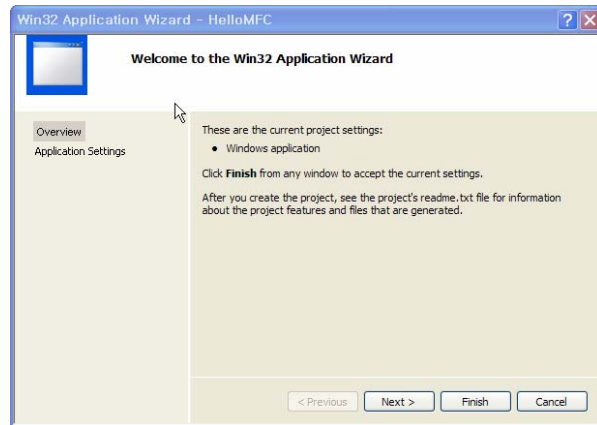 Win32 Application Wizard - HelloMFC
Welcome to the Win32 Application Wizard
Overview
Application Settings
These are the current project settings:
• Windows application
Click Finish from any window to accept the current settings.
After you create the project, see the project's readme.txt file for information
about the project features and files that are generated.
< Previous
Next >
Finish
Cancel